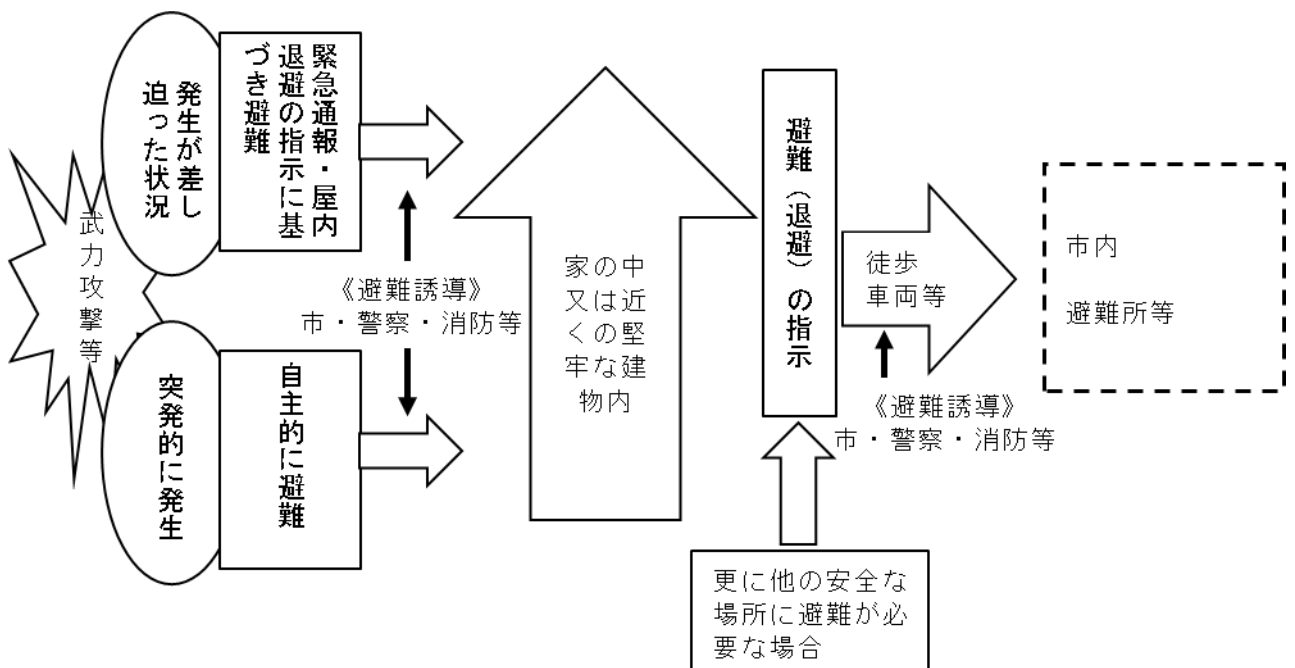 武力攻撃等
発生が差し
迫った状況
緊急通報・屋内
退避の指示に基
づき避難
突発的に発生
自主的に避難
《避難誘導》
市・警察・消防等
家の中
又は近
くの堅
牢な建
物内
避難（退避）の指示
更に他の安全な
場所に避難が必
要な場合
徒歩
車両等
《避難誘導》
市・警察・消防等
市内
避難所等